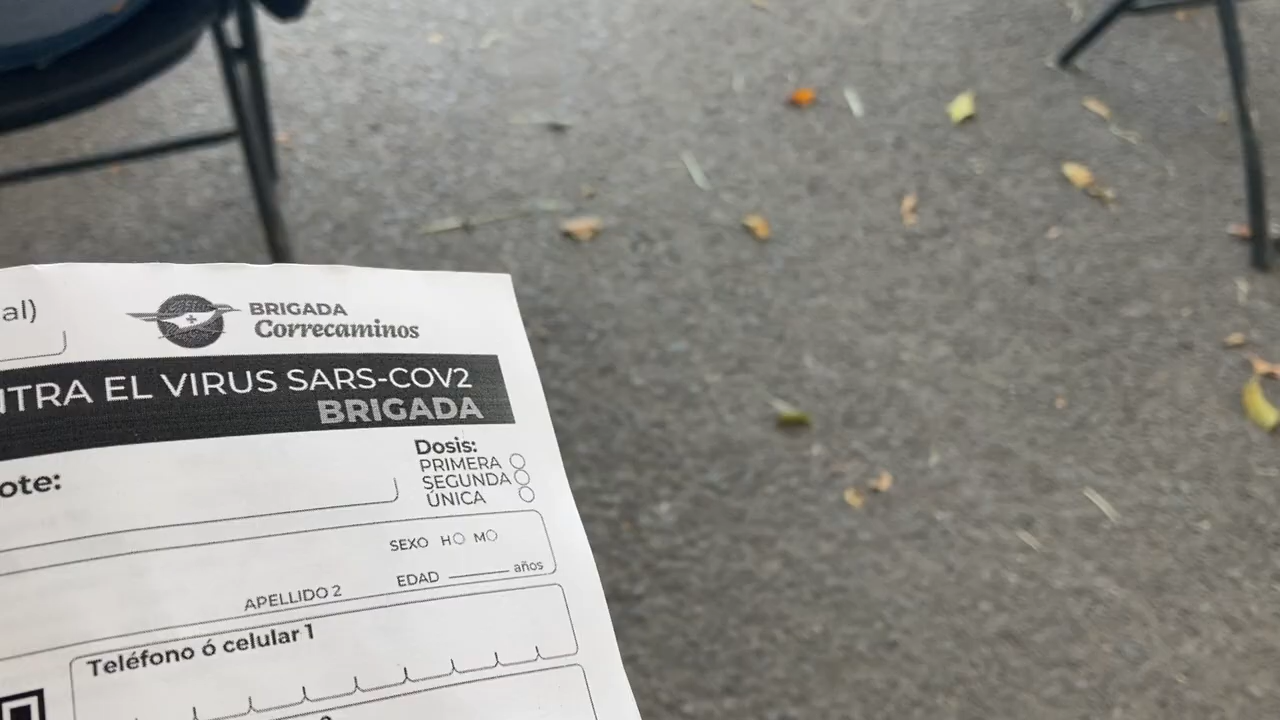 al)
BRIGADA
Correcaminos
NTRA EL VIRUS SARS-COV2
BRIGADA
ote:
Dosis:
PRIMERA
SEGUNDA
ÚNICA
SEXO H M
APELLIDO 2
EDAD años
Teléfono ó celular 1